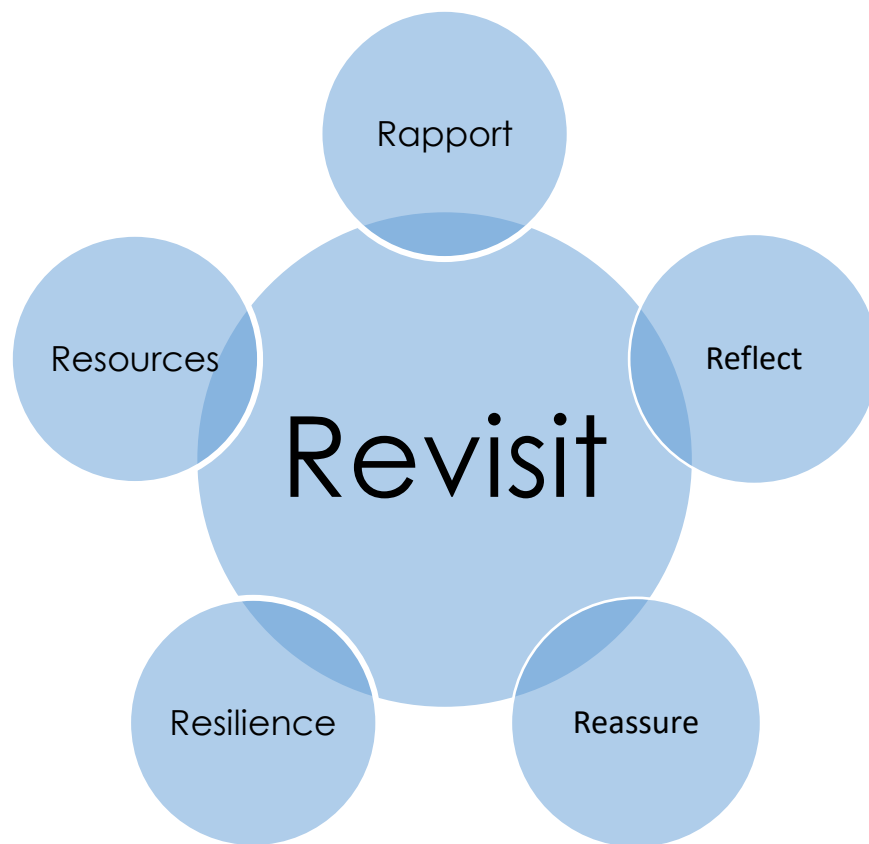 Rapport
Resources
Reflect
Revisit
Resilience
Reassure